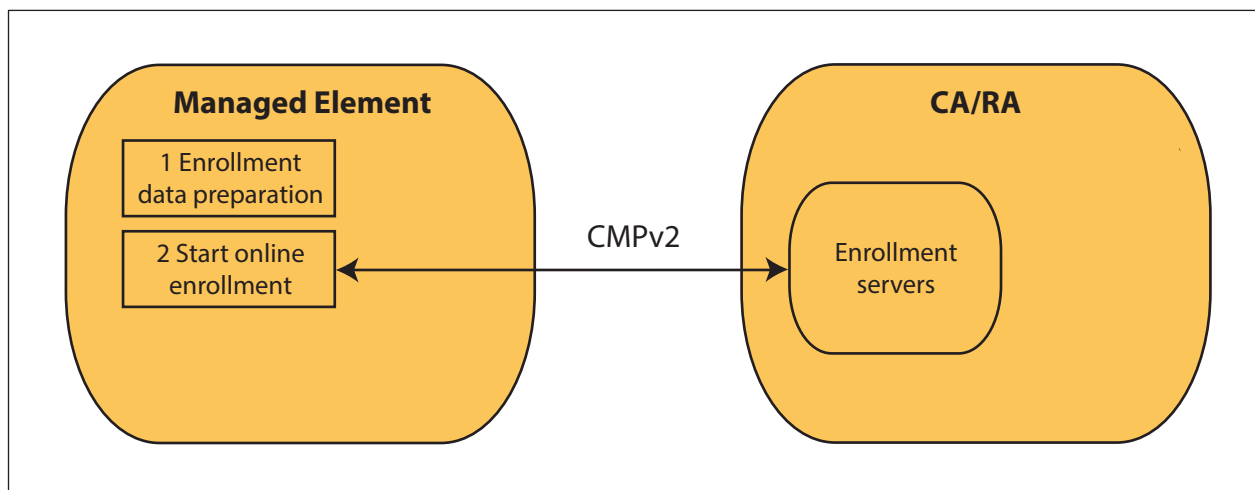 Managed Element
1 Enrollment
data preparation
2 Start online
enrollment
CMPv2
CA/RA
Enrollment
servers